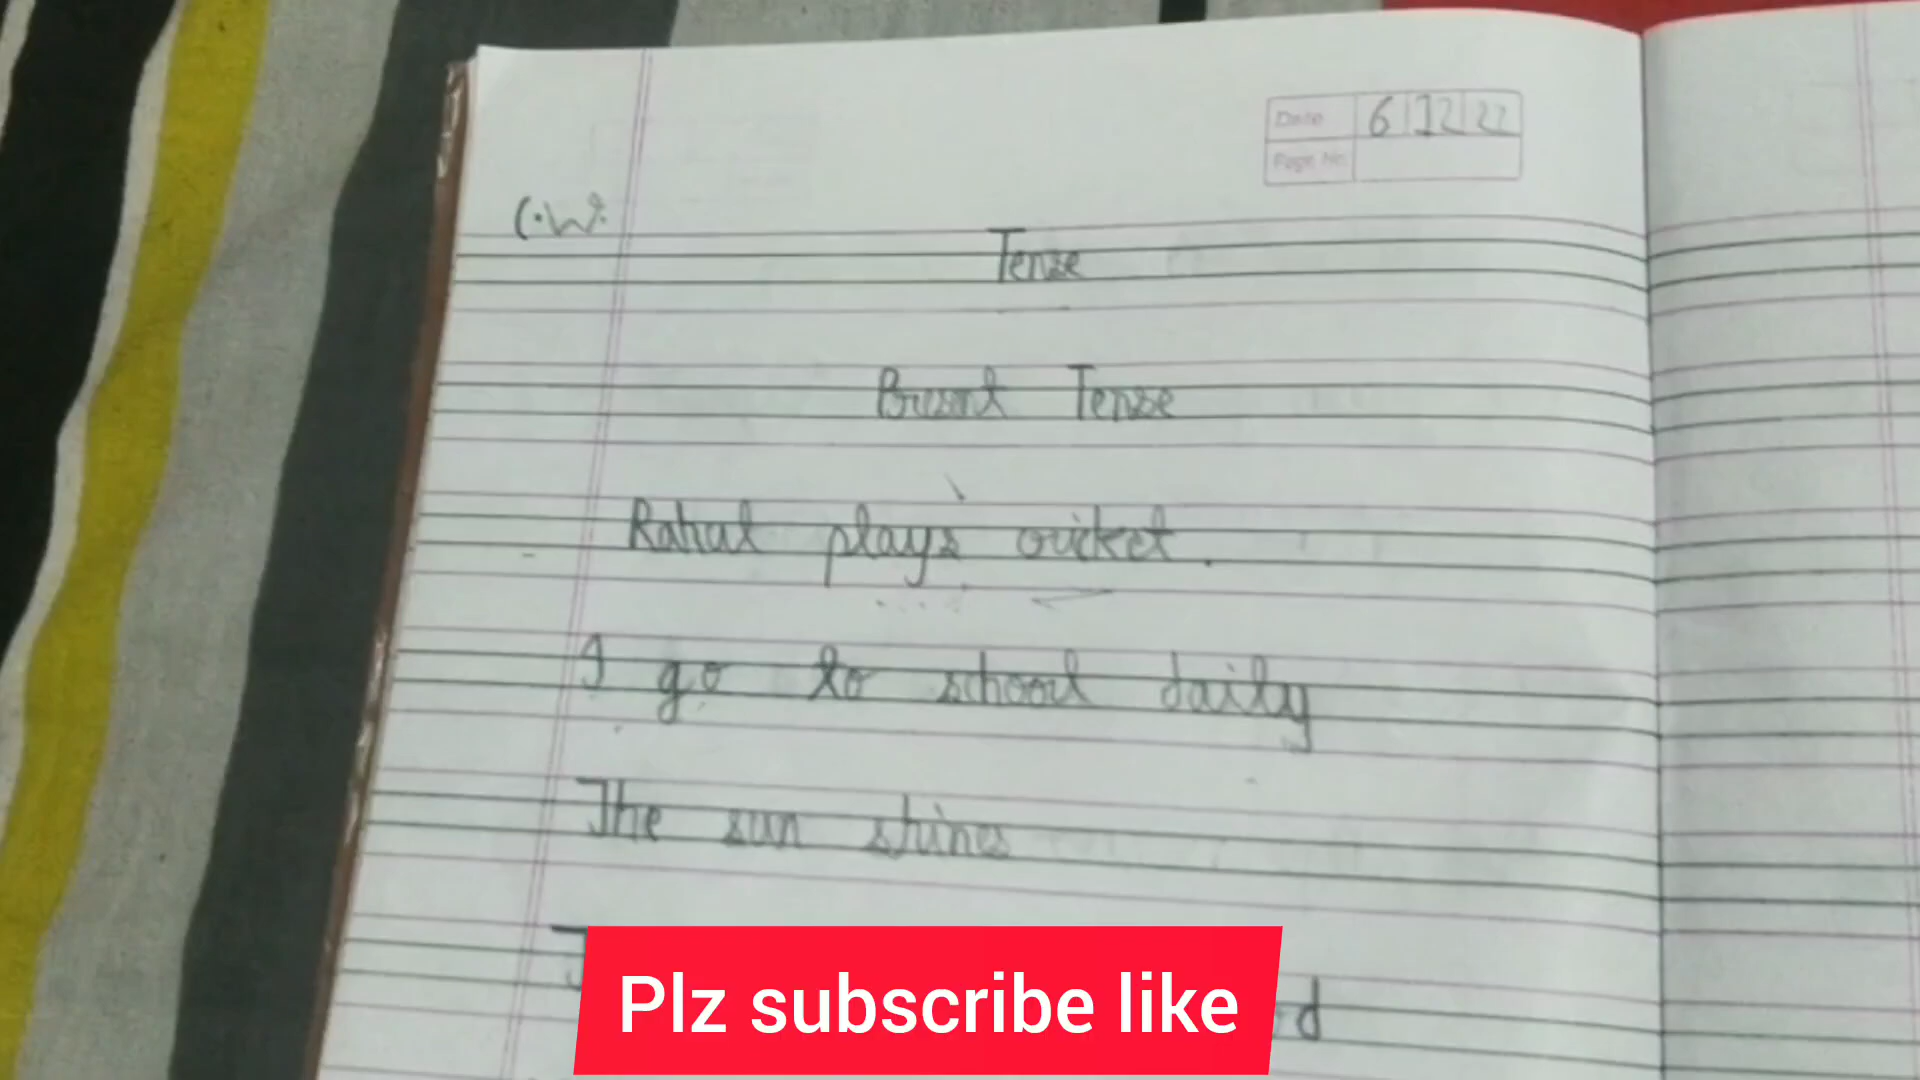 Date 6 12 22
Page No.
C.W.
Tense
Present Tense
Rahul plays cricket.
I go to school daily
The sun shines
Plz subscribe like